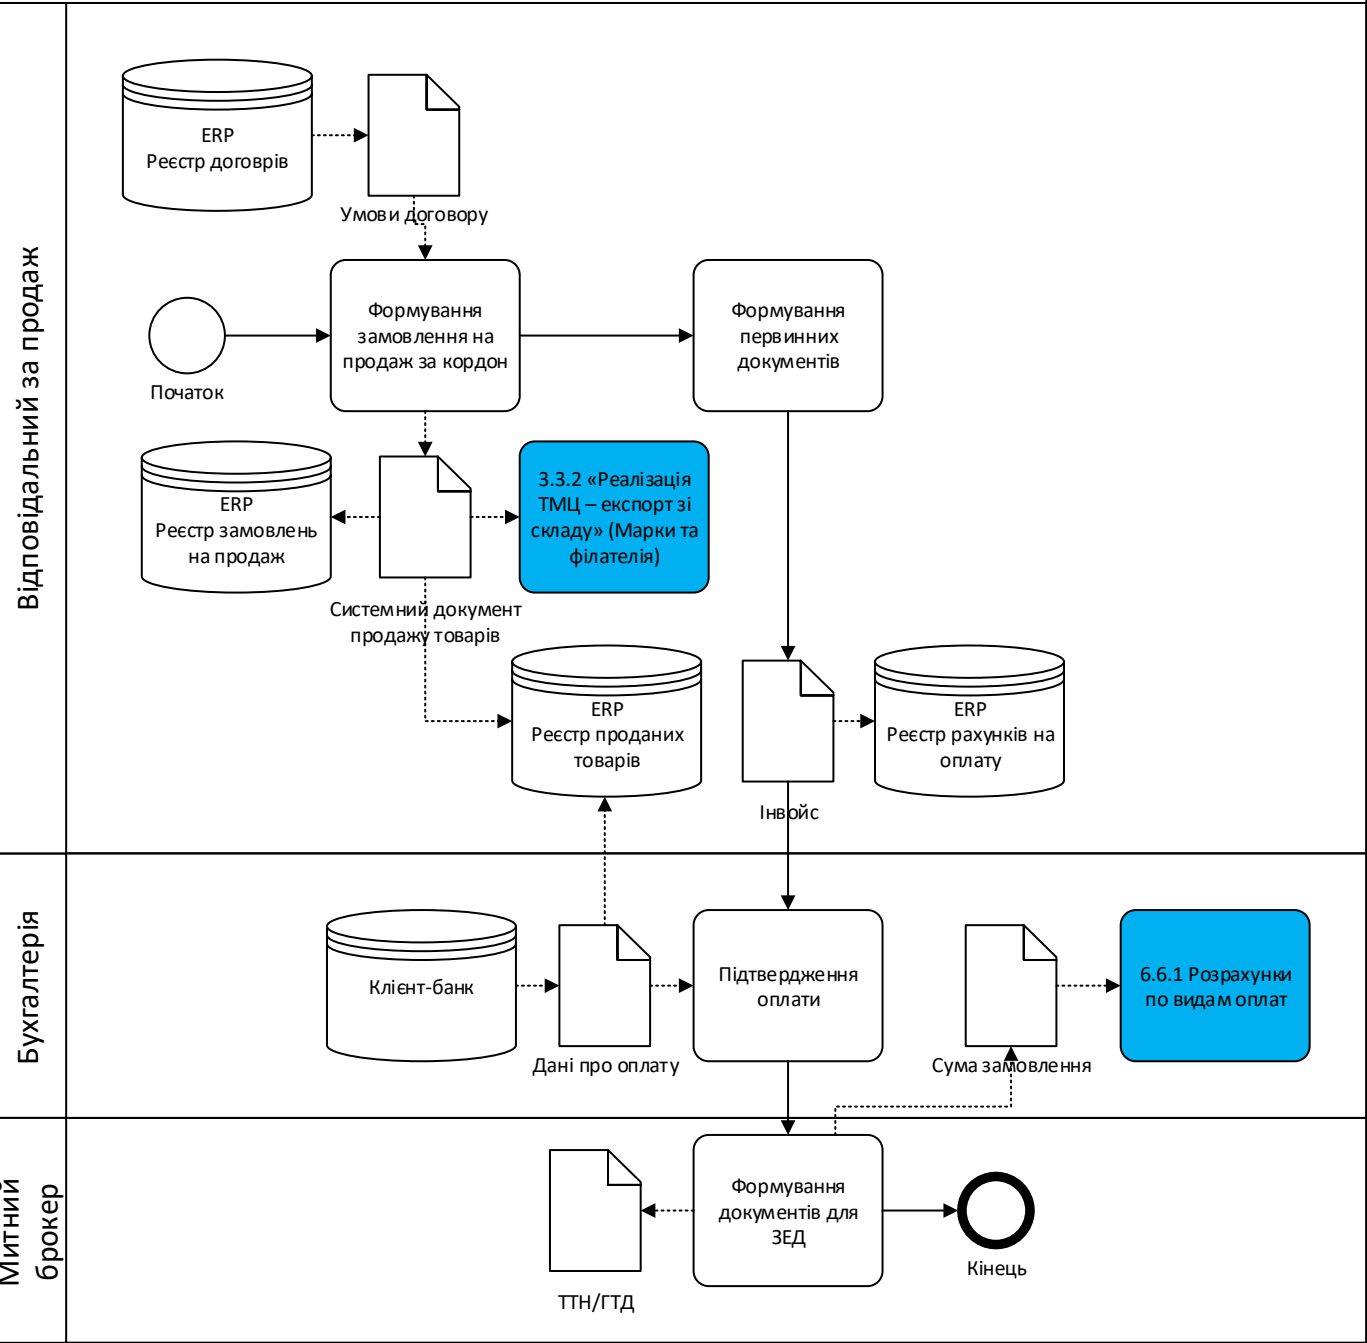 Відповідальний за продаж
ERP
Реєстр договрів
Умови договору
Початок
Формування
замовлення на
продаж за кордон
Формування
первинних
документів
ERP
Реєстр замовлень
на продаж
Системний документ
продажу товарів
3.3.2 «Реалізація
ТМЦ – експорт зі
складу» (Марки та
філателія)
ERP
Реєстр проданих
товарів
Інвойс
ERP
Реєстр рахунків на
оплату
Бухгалтерія
Клієнт-банк
Дані про оплату
Підтвердження
оплати
Сума замовлення
6.6.1 Розрахунки
по видам оплат
Митний
брокер
ТТН/ГТД
Формування
документів для
ЗЕД
Кінець